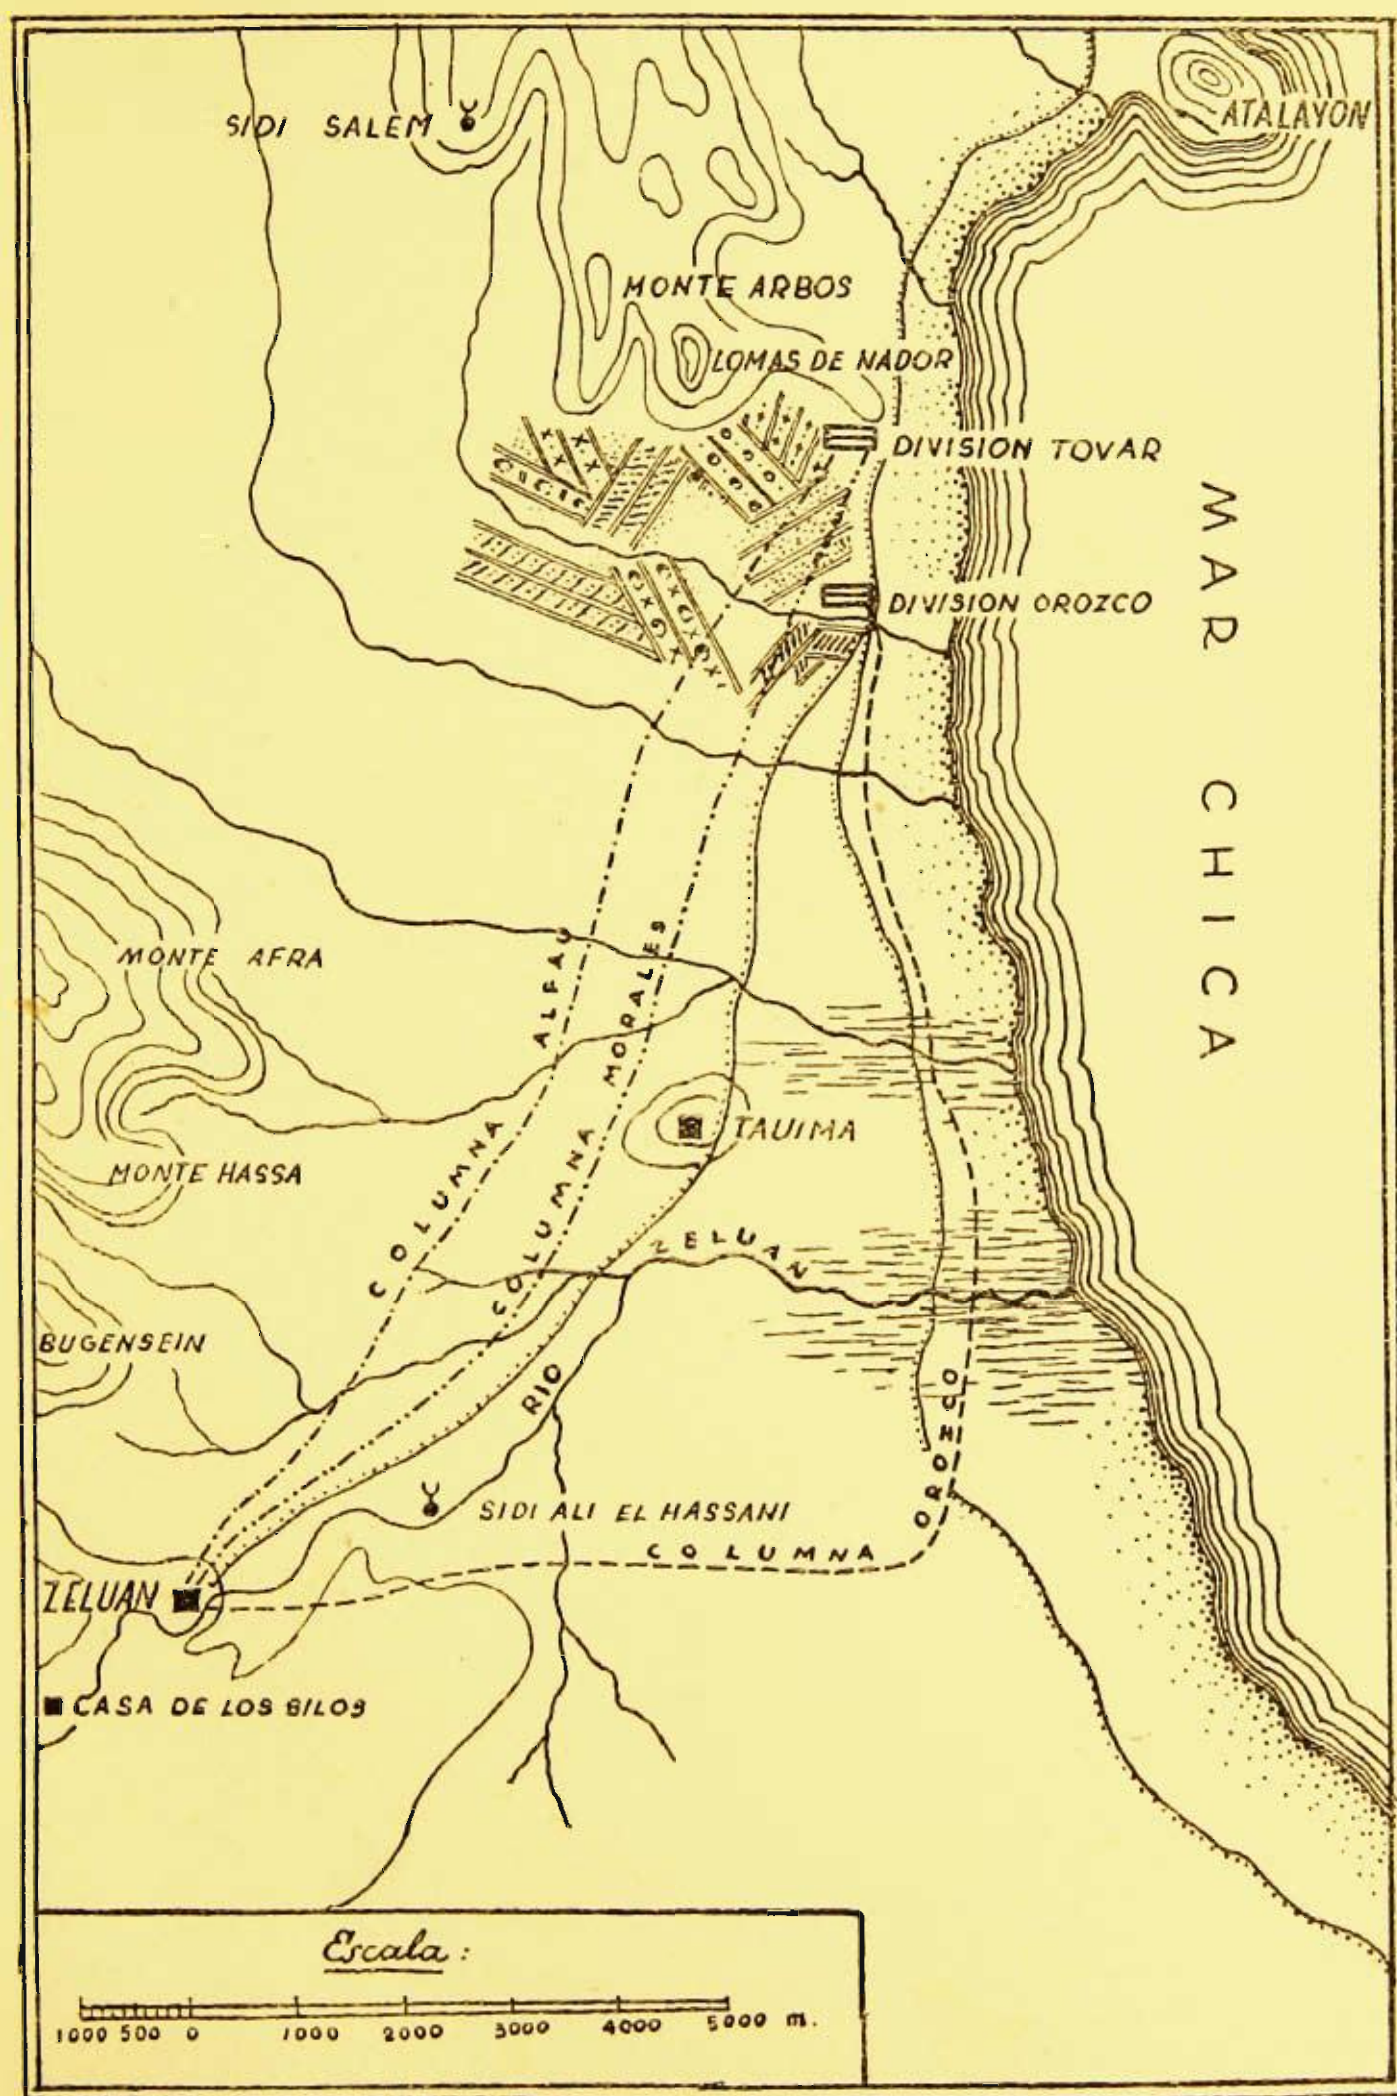 ATALAYON
SIDI SALEM
MONTE ARBOS
LOMAS DE NADOR
DIVISION TOVAR
MAR CHICA
DIVISION OROZCO
COLUMNA ALFAU
COLUMNA MORALES
MONTE AFRA
TAUIMA
MONTE HASSA
RIO ZELUAN
BUGENSEIN
SIDI ALI EL HASSANI
COLUMNA OROHCO
ZELUAN
CASA DE LOS SILOS
Escala:
1000 500 0 1000 2000 3000 4000 5000 m.